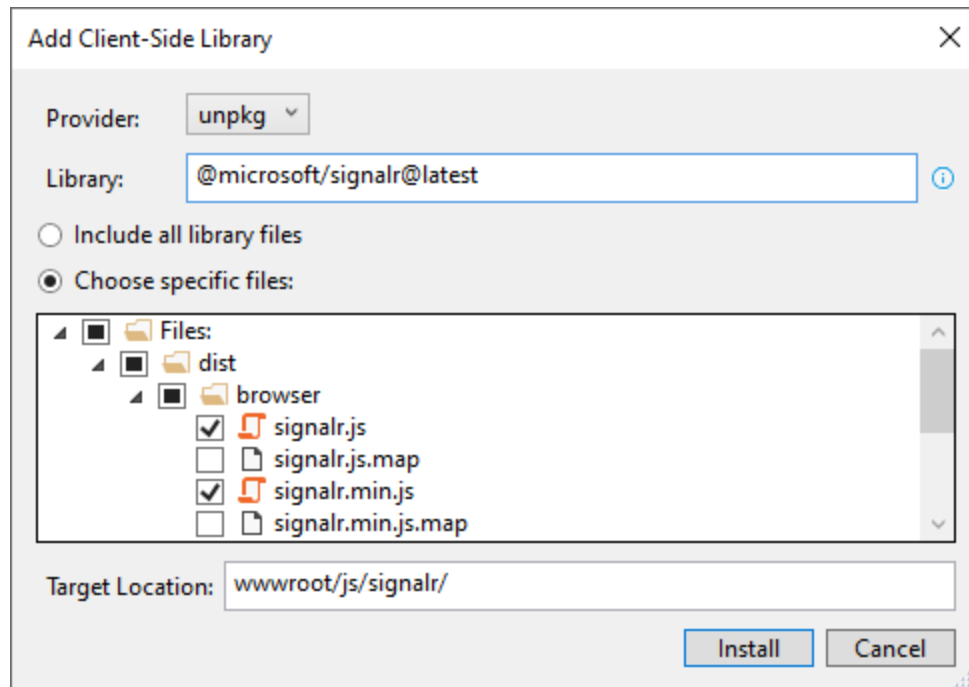 Add Client-Side Library
Provider: unpkg
Library: @microsoft/signalr@latest
Include all library files
Choose specific files:
Files:
dist
browser
signalr.js
signalr.js.map
signalr.min.js
signalr.min.js.map
Target Location: wwwroot/js/signalr/
Install Cancel